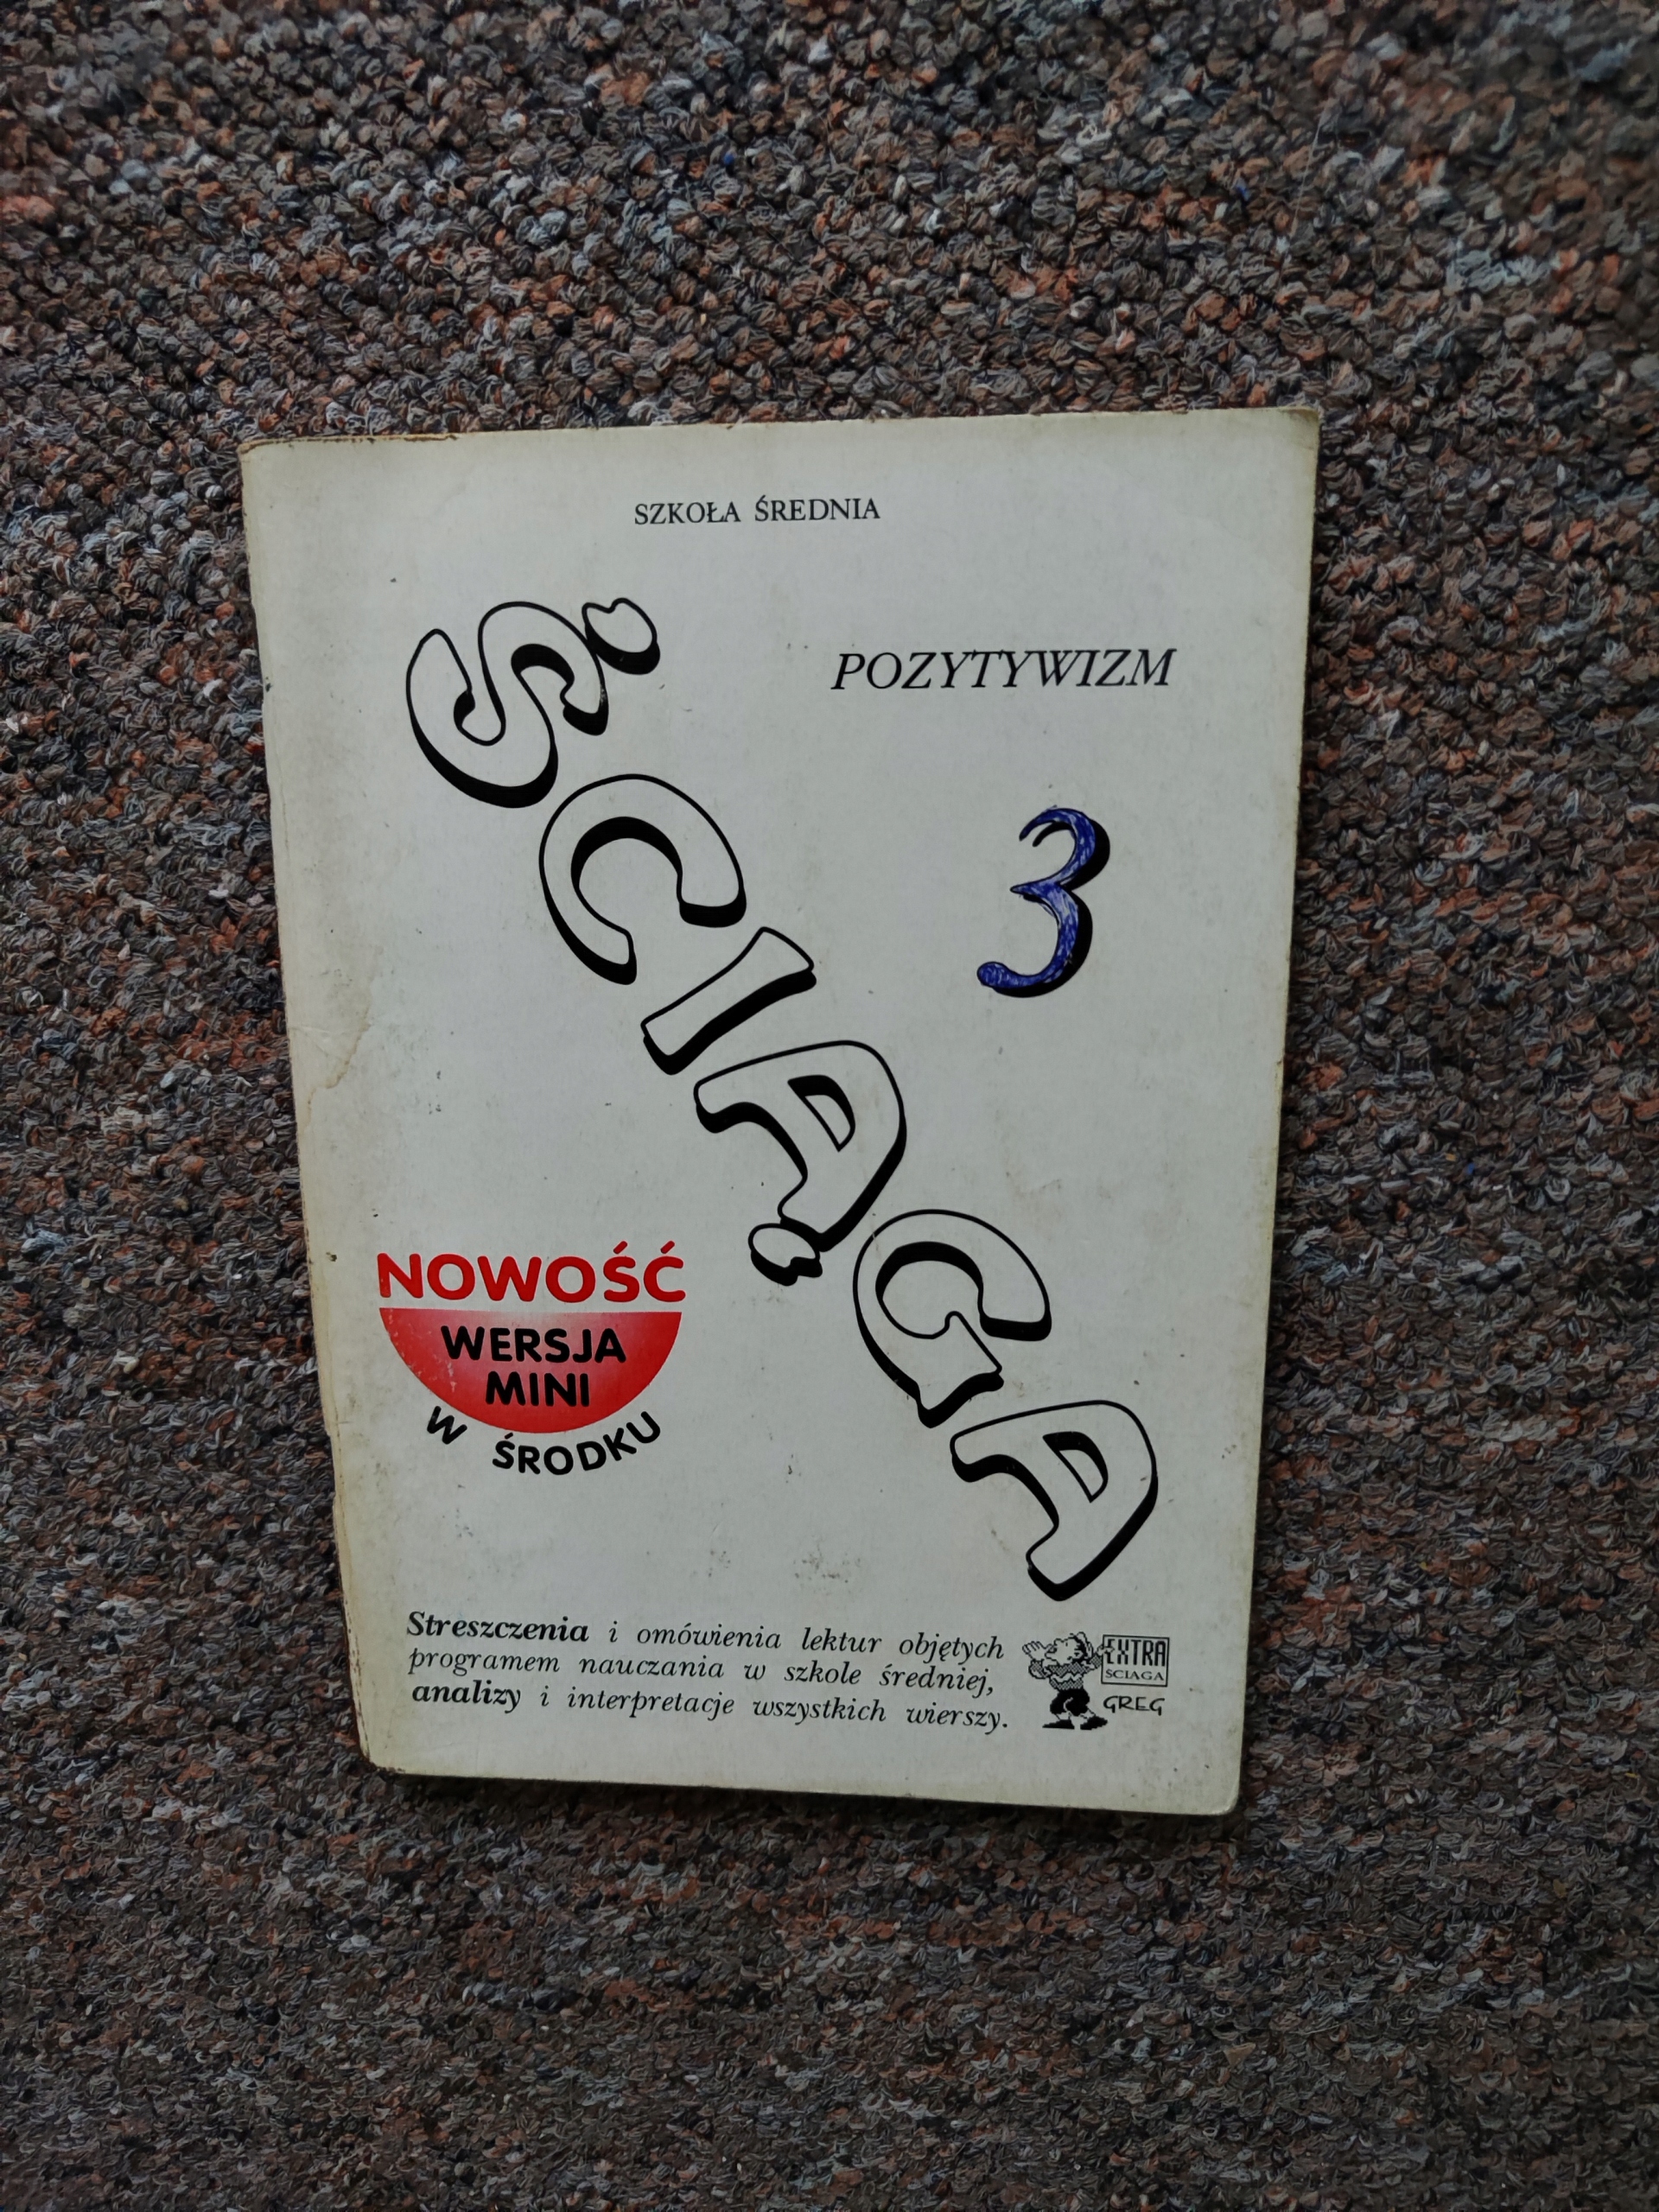 SZKOŁA ŚREDNIA
POZYTYWIZM
3
ŚCIĄGA
NOWOŚĆ
WERSJA
MINI
W ŚRODKU
Streszczenia i omówienia lektur objętych
programem nauczania w szkole średniej,
analizy i interpretacje wszystkich wierszy.
EXTRA
ŚCIĄGA
GREG